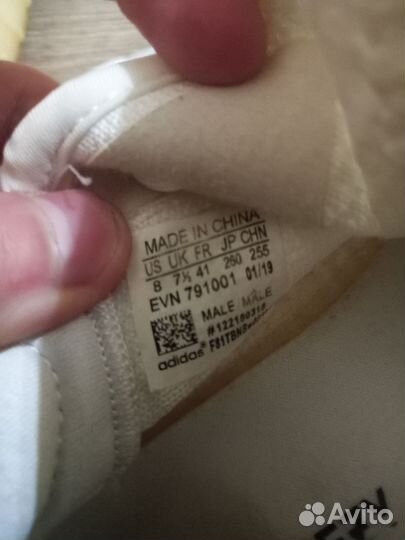 MADE IN CHINA
US UK FR JP CHN
8 7½ 41 260 255
EVN 791001 01/19
MALE MALE
adidas
Avito